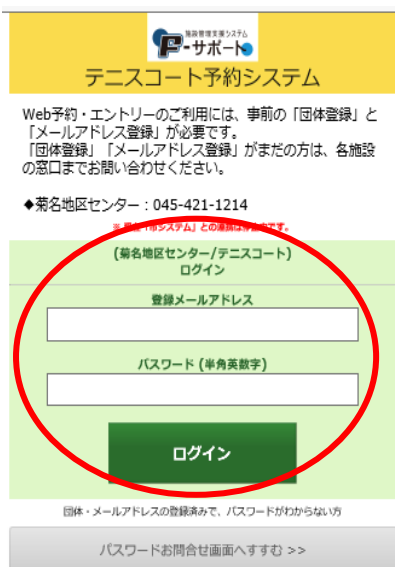 施設管理支援システム
F-サポート
テニスコート予約システム
Web予約・エントリーのご利用には、事前の「団体登録」と
「メールアドレス登録」が必要です。
「団体登録」「メールアドレス登録」がまだの方は、各施設
の窓口までお問い合わせください。
◆菊名地区センター：045-421-1214
「市システム」との
です。
(菊名地区センター/テニスコート)
ログイン
登録メールアドレス
パスワード (半角英数字)
ログイン
団体・メールアドレスの登録済みで、パスワードがわからない方
パスワードお問合せ画面へすすむ >>